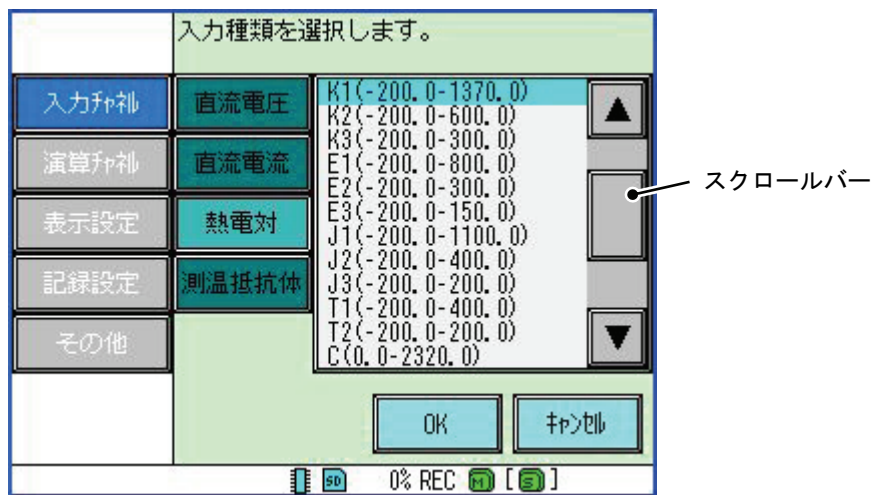 入力種類を選択します。
入力ﾁｬﾈﾙ
演算ﾁｬﾈﾙ
表示設定
記録設定
その他
直流電圧
直流電流
熱電対
測温抵抗体
K1(-200.0-1370.0)
K2(-200.0-600.0)
K3(-200.0-300.0)
E1(-200.0-800.0)
E2(-200.0-300.0)
E3(-200.0-150.0)
J1(-200.0-1100.0)
J2(-200.0-400.0)
J3(-200.0-200.0)
T1(-200.0-400.0)
T2(-200.0-200.0)
C(0.0-2320.0)
▲
▼
スクロールバー
OK
ｷｬﾝｾﾙ
SD 0% REC M [S]